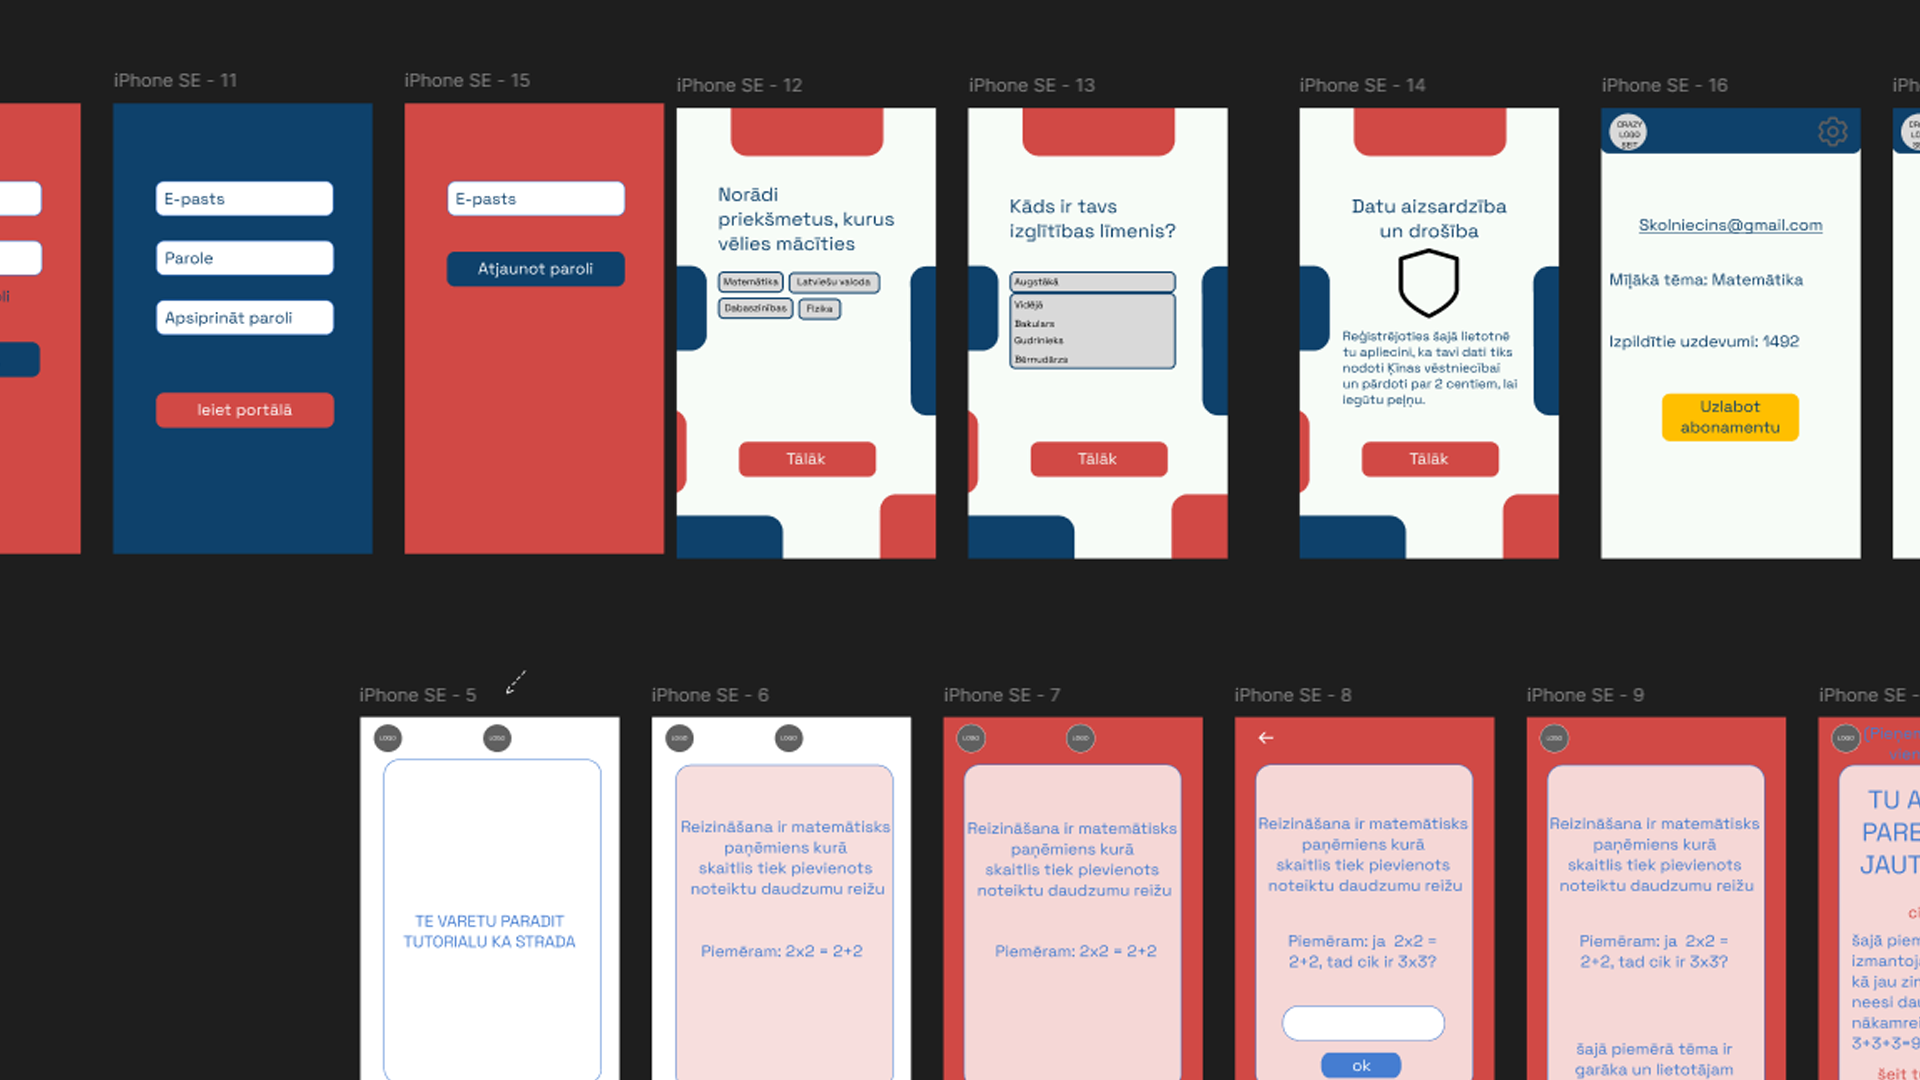 iPhone SE - 11
E-pasts
Parole
Apsiprināt paroli
Ieiet portālā
iPhone SE - 15
E-pasts
Atjaunot paroli
iPhone SE - 12
Norādi
priekšmetus, kurus
vēlies mācīties
Matemātika
Latviešu valoda
Dabaszinības
Fizika
Tālāk
iPhone SE - 13
Kāds ir tavs
izglītības līmenis?
Augstākā
Vidējā
Bakulars
Gudrinieks
Bērnudārzs
Tālāk
iPhone SE - 14
Datu aizsardzība
un drošība
Reģistrējoties šajā lietotnē
tu apliecini, ka tavi dati tiks
nodoti Ķīnas vēstniecībai
un pārdoti par 2 centiem, lai
iegūtu peļņu.
Tālāk
iPhone SE - 16
CRAZY
LOGO
SEIT
Skolniecins@gmail.com
Mīļākā tēma: Matemātika
Izpildītie uzdevumi: 1492
Uzlabot
abonamentu
iPhone SE - 5
LOGO
LOGO
TE VARETU PARADIT
TUTORIALU KA STRADA
iPhone SE - 6
LOGO
LOGO
Reizināšana ir matemātisks
paņēmiens kurā
skaitlis tiek pievienots
noteiktu daudzumu reižu
Piemēram: 2x2 = 2+2
iPhone SE - 7
LOGO
LOGO
Reizināšana ir matemātisks
paņēmiens kurā
skaitlis tiek pievienots
noteiktu daudzumu reižu
Piemēram: 2x2 = 2+2
iPhone SE - 8
Reizināšana ir matemātisks
paņēmiens kurā
skaitlis tiek pievienots
noteiktu daudzumu reižu
Piemēram: ja 2x2 =
2+2, tad cik ir 3x3?
ok
iPhone SE - 9
LOGO
Reizināšana ir matemātisks
paņēmiens kurā
skaitlis tiek pievienots
noteiktu daudzumu reižu
Piemēram: ja 2x2 =
2+2, tad cik ir 3x3?
šajā piemērā tēma ir
garāka un lietotājam
iPhone SE -
LOGO
TU A
PARE
JAUT
ci
šajā piem
izmantoj
kā jau zir
neesi dau
nākamrei
3+3+3=9
šeit t